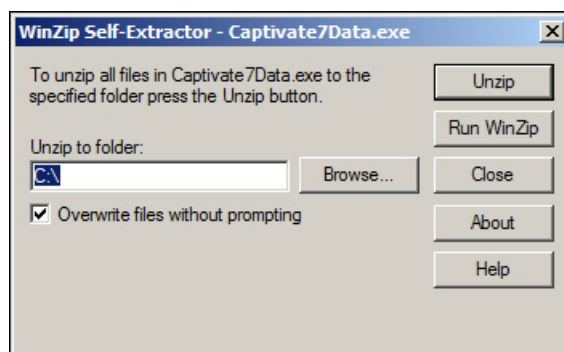 WinZip Self-Extractor - Captivate7Data.exe
To unzip all files in Captivate7Data.exe to the
specified folder press the Unzip button.
Unzip to folder:
C:\
Browse...
Overwrite files without prompting
Unzip
Run WinZip
Close
About
Help